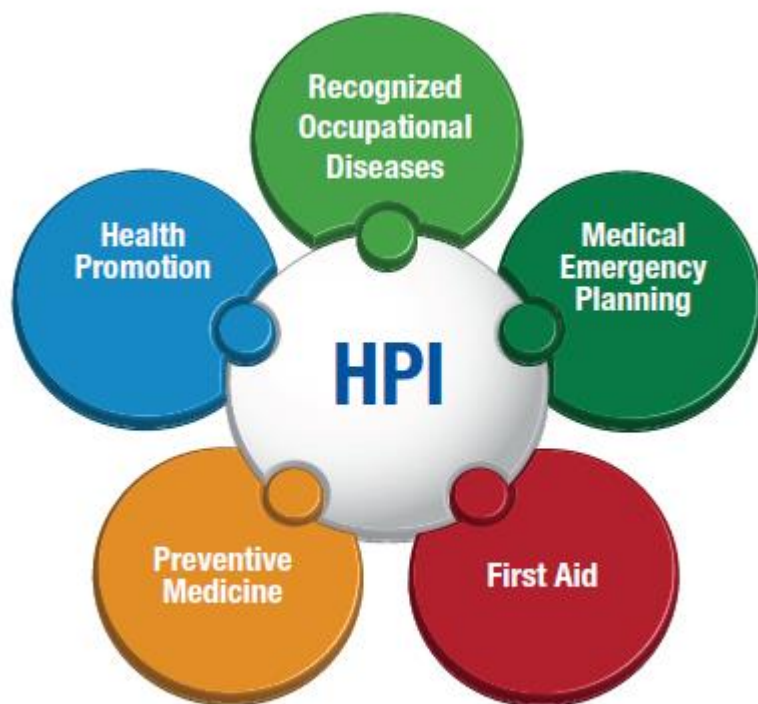 Recognized
Occupational
Diseases
Health
Promotion
Medical
Emergency
Planning
HPI
Preventive
Medicine
First Aid